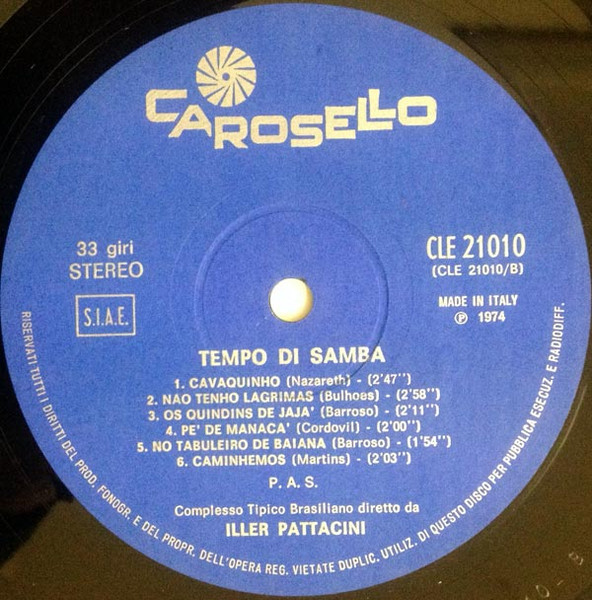 CAROSELLO
33 giri
STEREO
S.I.A.E.
CLE 21010
(CLE 21010/B)
MADE IN ITALY
Ⓟ 1974
TEMPO DI SAMBA
1. CAVAQUINHO (Nazareth) - (2'47'')
2. NAO TENHO LAGRIMAS (Bulhoes) - (2'58'')
3. OS QUINDINS DE JAJA' (Barroso) - (2'11'')
4. PE' DE MANACA' (Cordovil) - (2'00'')
5. NO TABULEIRO DE BAIANA (Barroso) - (1'54'')
6. CAMINHEMOS (Martins) - (2'03'')
P. A. S.
Complesso Tipico Brasiliano diretto da
ILLER PATTACINI
RISERVATI TUTTI I DIRITTI DEL PROD. FONOGR. E DEL PROPR. DELL'OPERA REG. VIETATE DUPLIC. UTILIZ. DI QUESTO DISCO PER PUBBLICA ESECUZ. E RADIODIFF.